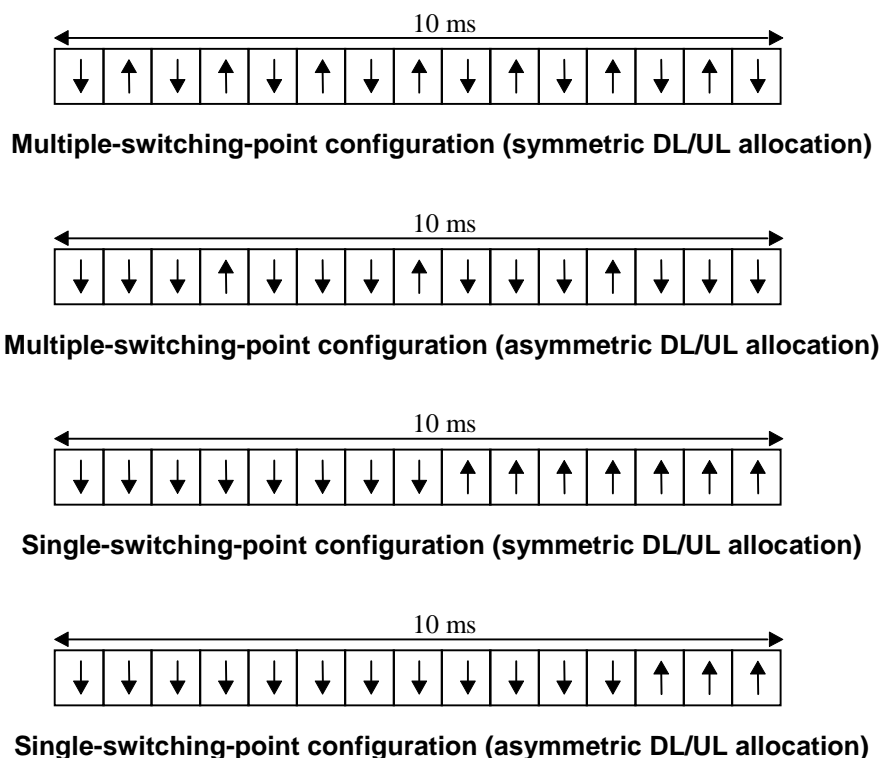 10 ms
Multiple-switching-point configuration (symmetric DL/UL allocation)
10 ms
Multiple-switching-point configuration (asymmetric DL/UL allocation)
10 ms
Single-switching-point configuration (symmetric DL/UL allocation)
10 ms
Single-switching-point configuration (asymmetric DL/UL allocation)